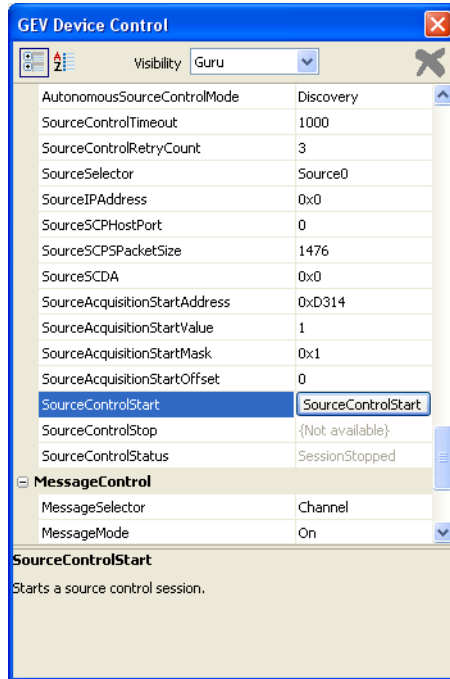 GEV Device Control
A
Z
Visibility Guru
AutonomousSourceControlMode Discovery
SourceControlTimeout 1000
SourceControlRetryCount 3
SourceSelector Source0
SourceIPAddress 0x0
SourceSCPHostPort 0
SourceSCPSPacketSize 1476
SourceSCDA 0x0
SourceAcquisitionStartAddress 0xD314
SourceAcquisitionStartValue 1
SourceAcquisitionStartMask 0x1
SourceAcquisitionStartOffset 0
SourceControlStart SourceControlStart
SourceControlStop {Not available}
SourceControlStatus SessionStopped
MessageControl
MessageSelector Channel
MessageMode On
SourceControlStart
Starts a source control session.